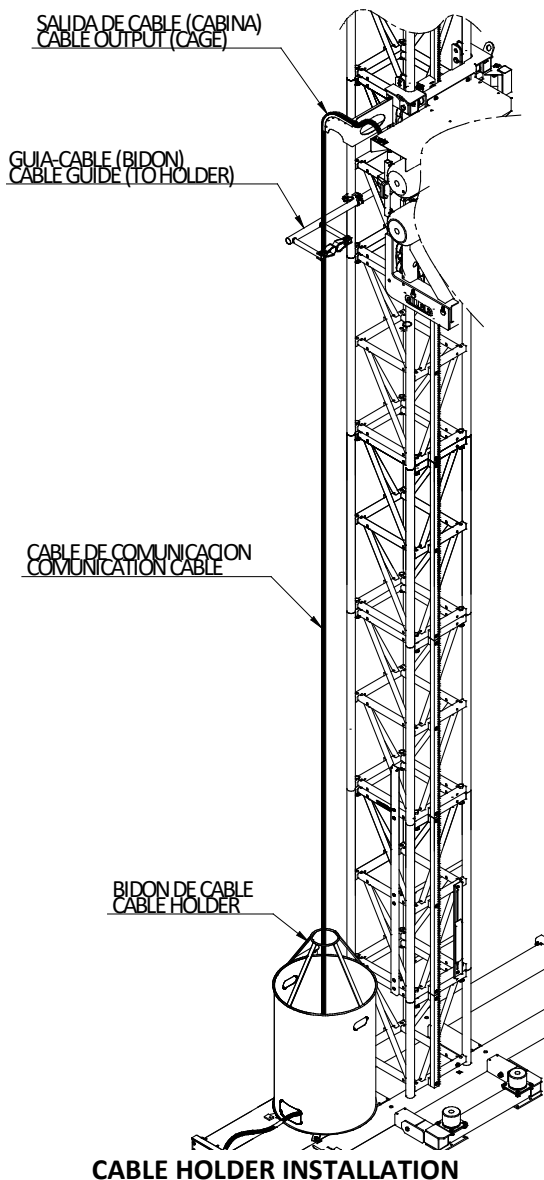 SALIDA DE CABLE (CABINA)
CABLE OUTPUT (CAGE)
GUIA-CABLE (BIDON)
CABLE GUIDE (TO HOLDER)
CABLE DE COMUNICACION
COMUNICATION CABLE
BIDON DE CABLE
CABLE HOLDER
CABLE HOLDER INSTALLATION